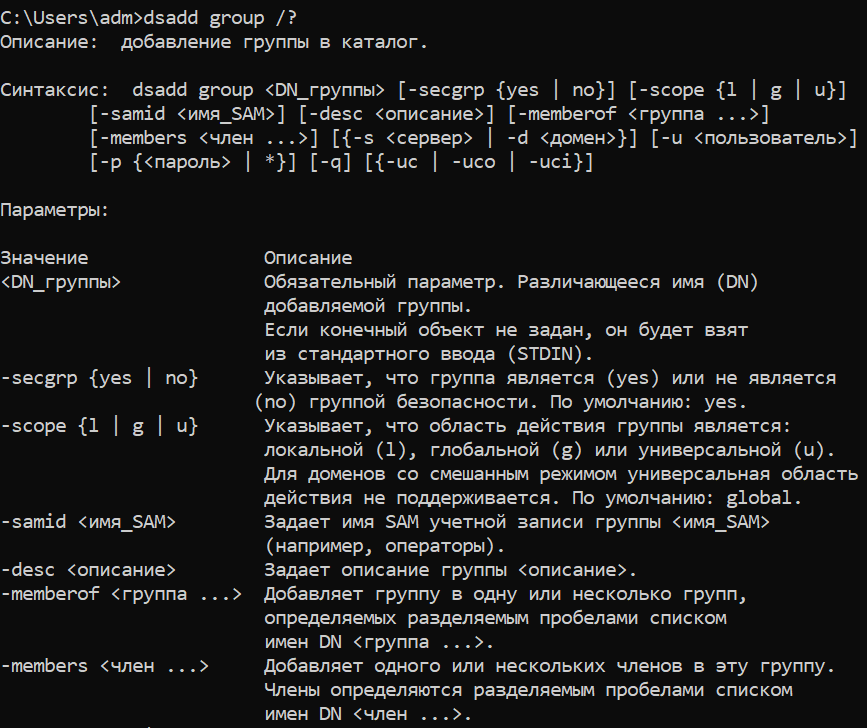 C:\Users\adm>dsadd group /?
Описание:  добавление группы в каталог.
Синтаксис:  dsadd group <DN_группы> [-secgrp {yes | no}] [-scope {l | g | u}]
[-samid <имя_SAM>] [-desc <описание>] [-memberof <группа ...>]
[-members <член ...>] [{-s <сервер> | -d <домен>}] [-u <пользователь>]
[-p {<пароль> | *}] [-q] [{-uc | -uco | -uci}]
Параметры:
Значение                Описание
<DN_группы>             Обязательный параметр. Различающееся имя (DN)
добавляемой группы.
Если конечный объект не задан, он будет взят
из стандартного ввода (STDIN).
-secgrp {yes | no}      Указывает, что группа является (yes) или не является
(no) группой безопасности. По умолчанию: yes.
-scope {l | g | u}      Указывает, что область действия группы является:
локальной (l), глобальной (g) или универсальной (u).
Для доменов со смешанным режимом универсальная область
действия не поддерживается. По умолчанию: global.
-samid <имя_SAM>        Задает имя SAM учетной записи группы <имя_SAM>
(например, операторы).
-desc <описание>        Задает описание группы <описание>.
-memberof <группа ...>  Добавляет группу в одну или несколько групп,
определяемых разделяемым пробелами списком
имен DN <группа ...>.
-members <член ...>     Добавляет одного или нескольких членов в эту группу.
Члены определяются разделяемым пробелами списком
имен DN <член ...>.